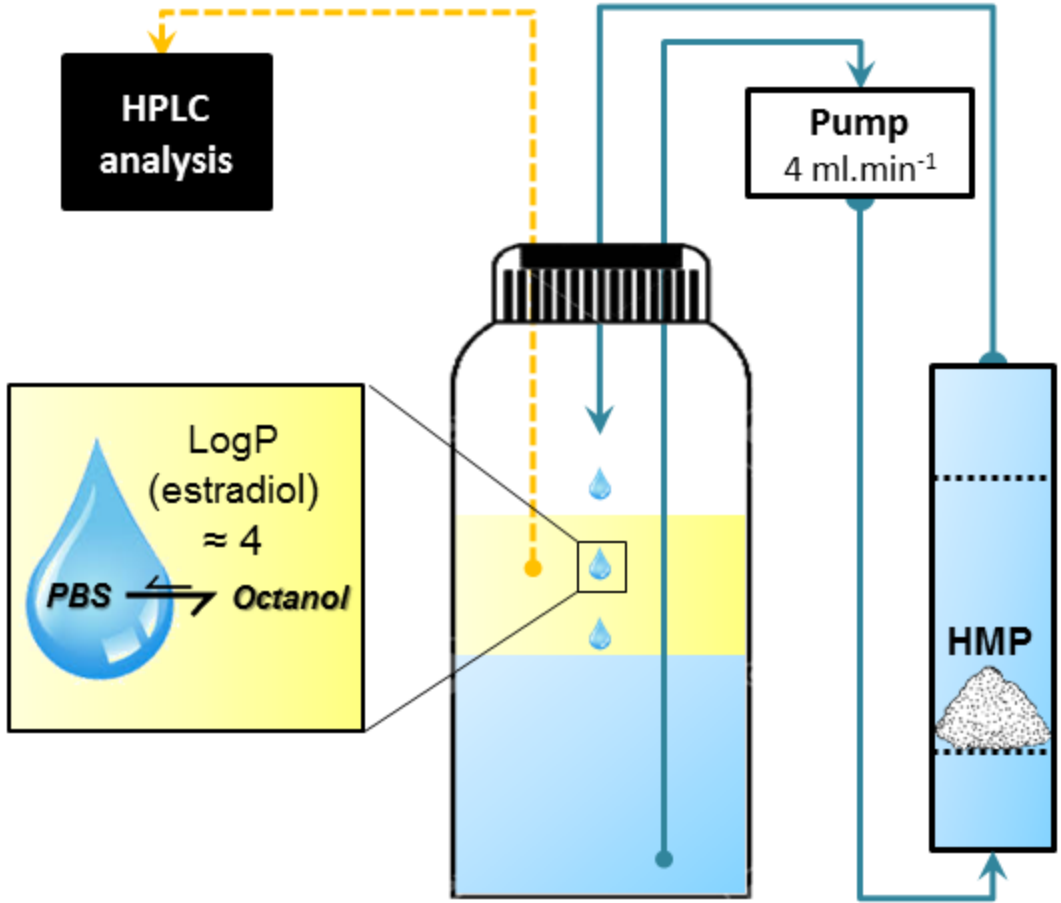 HPLC
analysis
Pump
4 ml.min⁻¹
LogP
(estradiol)
≈ 4
PBS
Octanol
HMP